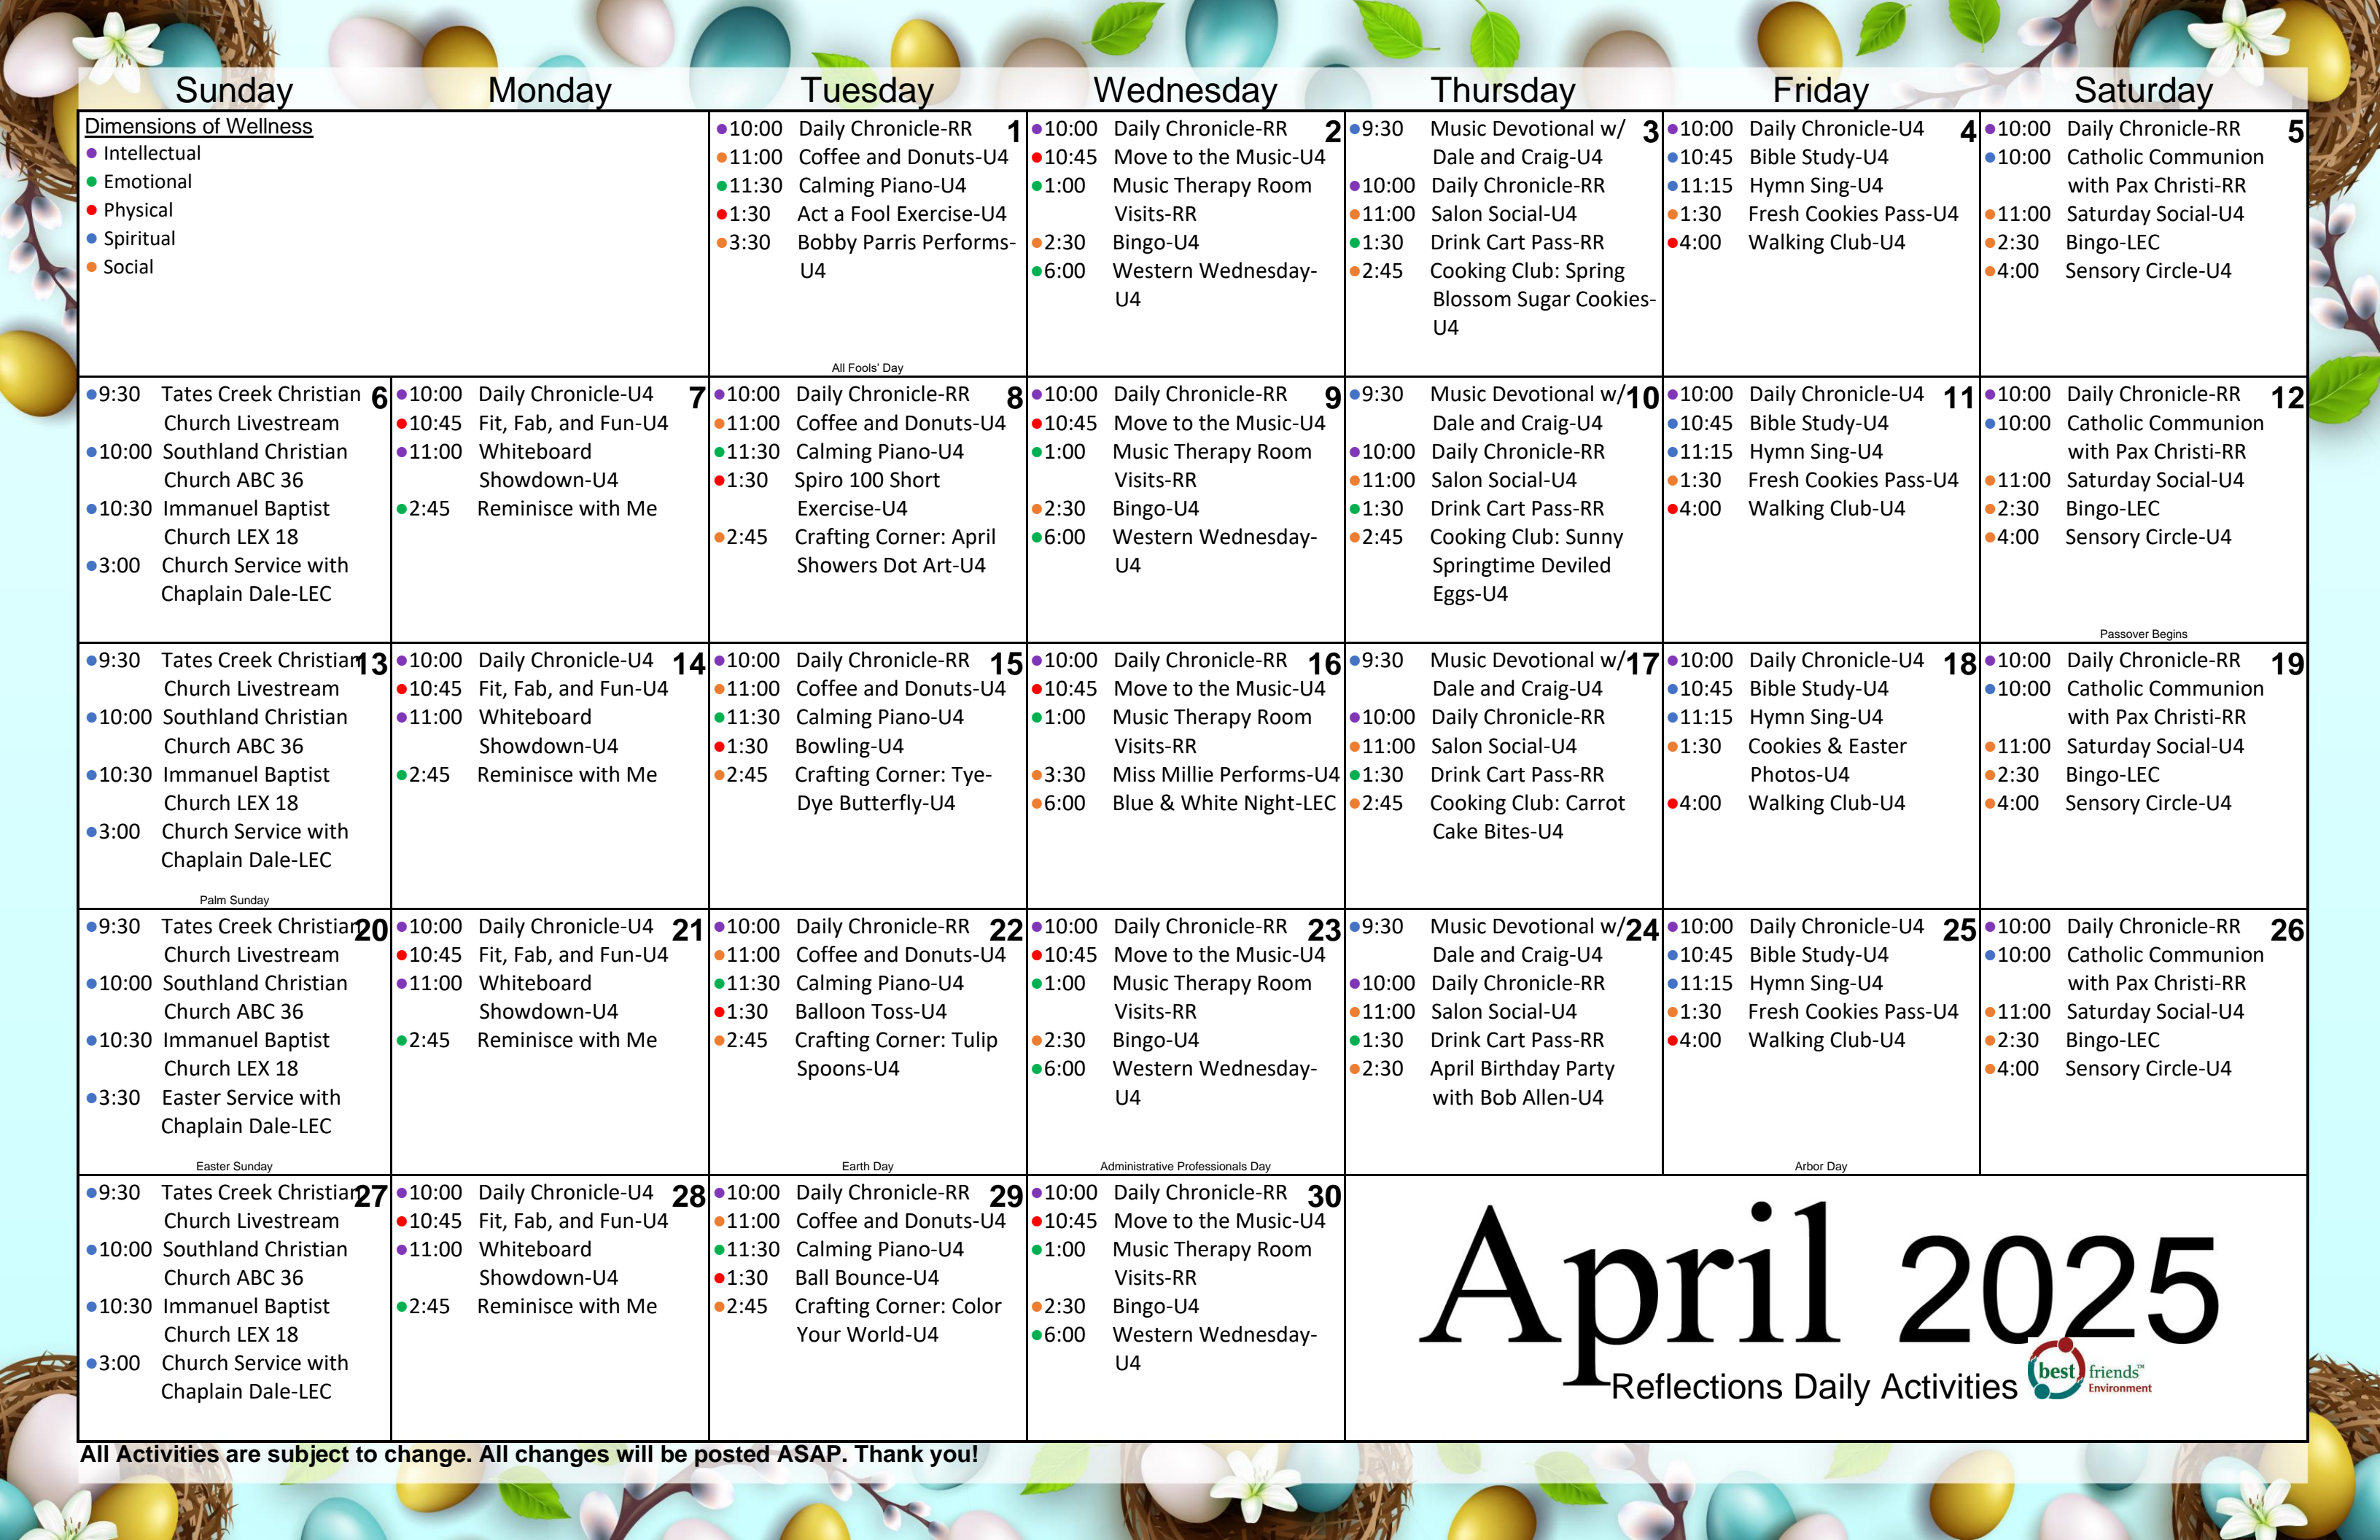 Sunday Monday Tuesday Wednesday Thursday Friday Saturday
Dimensions of Wellness
Intellectual
Emotional
Physical
Spiritual
Social
1
10:00 Daily Chronicle-RR
11:00 Coffee and Donuts-U4
11:30 Calming Piano-U4
1:30 Act a Fool Exercise-U4
3:30 Bobby Parris Performs-
U4
All Fools' Day
2
10:00 Daily Chronicle-RR
10:45 Move to the Music-U4
1:00 Music Therapy Room
Visits-RR
2:30 Bingo-U4
6:00 Western Wednesday-
U4
3
9:30 Music Devotional w/
Dale and Craig-U4
10:00 Daily Chronicle-RR
11:00 Salon Social-U4
1:30 Drink Cart Pass-RR
2:45 Cooking Club: Spring
Blossom Sugar Cookies-
U4
4
10:00 Daily Chronicle-U4
10:45 Bible Study-U4
11:15 Hymn Sing-U4
1:30 Fresh Cookies Pass-U4
4:00 Walking Club-U4
5
10:00 Daily Chronicle-RR
10:00 Catholic Communion
with Pax Christi-RR
11:00 Saturday Social-U4
2:30 Bingo-LEC
4:00 Sensory Circle-U4
6
9:30 Tates Creek Christian
Church Livestream
10:00 Southland Christian
Church ABC 36
10:30 Immanuel Baptist
Church LEX 18
3:00 Church Service with
Chaplain Dale-LEC
7
10:00 Daily Chronicle-U4
10:45 Fit, Fab, and Fun-U4
11:00 Whiteboard
Showdown-U4
2:45 Reminisce with Me
8
10:00 Daily Chronicle-RR
11:00 Coffee and Donuts-U4
11:30 Calming Piano-U4
1:30 Spiro 100 Short
Exercise-U4
2:45 Crafting Corner: April
Showers Dot Art-U4
9
10:00 Daily Chronicle-RR
10:45 Move to the Music-U4
1:00 Music Therapy Room
Visits-RR
2:30 Bingo-U4
6:00 Western Wednesday-
U4
10
9:30 Music Devotional w/
Dale and Craig-U4
10:00 Daily Chronicle-RR
11:00 Salon Social-U4
1:30 Drink Cart Pass-RR
2:45 Cooking Club: Sunny
Springtime Deviled
Eggs-U4
11
10:00 Daily Chronicle-U4
10:45 Bible Study-U4
11:15 Hymn Sing-U4
1:30 Fresh Cookies Pass-U4
4:00 Walking Club-U4
12
10:00 Daily Chronicle-RR
10:00 Catholic Communion
with Pax Christi-RR
11:00 Saturday Social-U4
2:30 Bingo-LEC
4:00 Sensory Circle-U4
Passover Begins
13
9:30 Tates Creek Christian
Church Livestream
10:00 Southland Christian
Church ABC 36
10:30 Immanuel Baptist
Church LEX 18
3:00 Church Service with
Chaplain Dale-LEC
Palm Sunday
14
10:00 Daily Chronicle-U4
10:45 Fit, Fab, and Fun-U4
11:00 Whiteboard
Showdown-U4
2:45 Reminisce with Me
15
10:00 Daily Chronicle-RR
11:00 Coffee and Donuts-U4
11:30 Calming Piano-U4
1:30 Bowling-U4
2:45 Crafting Corner: Tye-
Dye Butterfly-U4
16
10:00 Daily Chronicle-RR
10:45 Move to the Music-U4
1:00 Music Therapy Room
Visits-RR
3:30 Miss Millie Performs-U4
6:00 Blue & White Night-LEC
17
9:30 Music Devotional w/
Dale and Craig-U4
10:00 Daily Chronicle-RR
11:00 Salon Social-U4
1:30 Drink Cart Pass-RR
2:45 Cooking Club: Carrot
Cake Bites-U4
18
10:00 Daily Chronicle-U4
10:45 Bible Study-U4
11:15 Hymn Sing-U4
1:30 Cookies & Easter
Photos-U4
4:00 Walking Club-U4
19
10:00 Daily Chronicle-RR
10:00 Catholic Communion
with Pax Christi-RR
11:00 Saturday Social-U4
2:30 Bingo-LEC
4:00 Sensory Circle-U4
20
9:30 Tates Creek Christian
Church Livestream
10:00 Southland Christian
Church ABC 36
10:30 Immanuel Baptist
Church LEX 18
3:30 Easter Service with
Chaplain Dale-LEC
Easter Sunday
21
10:00 Daily Chronicle-U4
10:45 Fit, Fab, and Fun-U4
11:00 Whiteboard
Showdown-U4
2:45 Reminisce with Me
22
10:00 Daily Chronicle-RR
11:00 Coffee and Donuts-U4
11:30 Calming Piano-U4
1:30 Balloon Toss-U4
2:45 Crafting Corner: Tulip
Spoons-U4
Earth Day
23
10:00 Daily Chronicle-RR
10:45 Move to the Music-U4
1:00 Music Therapy Room
Visits-RR
2:30 Bingo-U4
6:00 Western Wednesday-
U4
Administrative Professionals Day
24
9:30 Music Devotional w/
Dale and Craig-U4
10:00 Daily Chronicle-RR
11:00 Salon Social-U4
1:30 Drink Cart Pass-RR
2:30 April Birthday Party
with Bob Allen-U4
25
10:00 Daily Chronicle-U4
10:45 Bible Study-U4
11:15 Hymn Sing-U4
1:30 Fresh Cookies Pass-U4
4:00 Walking Club-U4
Arbor Day
26
10:00 Daily Chronicle-RR
10:00 Catholic Communion
with Pax Christi-RR
11:00 Saturday Social-U4
2:30 Bingo-LEC
4:00 Sensory Circle-U4
27
9:30 Tates Creek Christian
Church Livestream
10:00 Southland Christian
Church ABC 36
10:30 Immanuel Baptist
Church LEX 18
3:00 Church Service with
Chaplain Dale-LEC
28
10:00 Daily Chronicle-U4
10:45 Fit, Fab, and Fun-U4
11:00 Whiteboard
Showdown-U4
2:45 Reminisce with Me
29
10:00 Daily Chronicle-RR
11:00 Coffee and Donuts-U4
11:30 Calming Piano-U4
1:30 Ball Bounce-U4
2:45 Crafting Corner: Color
Your World-U4
30
10:00 Daily Chronicle-RR
10:45 Move to the Music-U4
1:00 Music Therapy Room
Visits-RR
2:30 Bingo-U4
6:00 Western Wednesday-
U4
April 2025
Reflections Daily Activities
best friends™
Environment
All Activities are subject to change. All changes will be posted ASAP. Thank you!